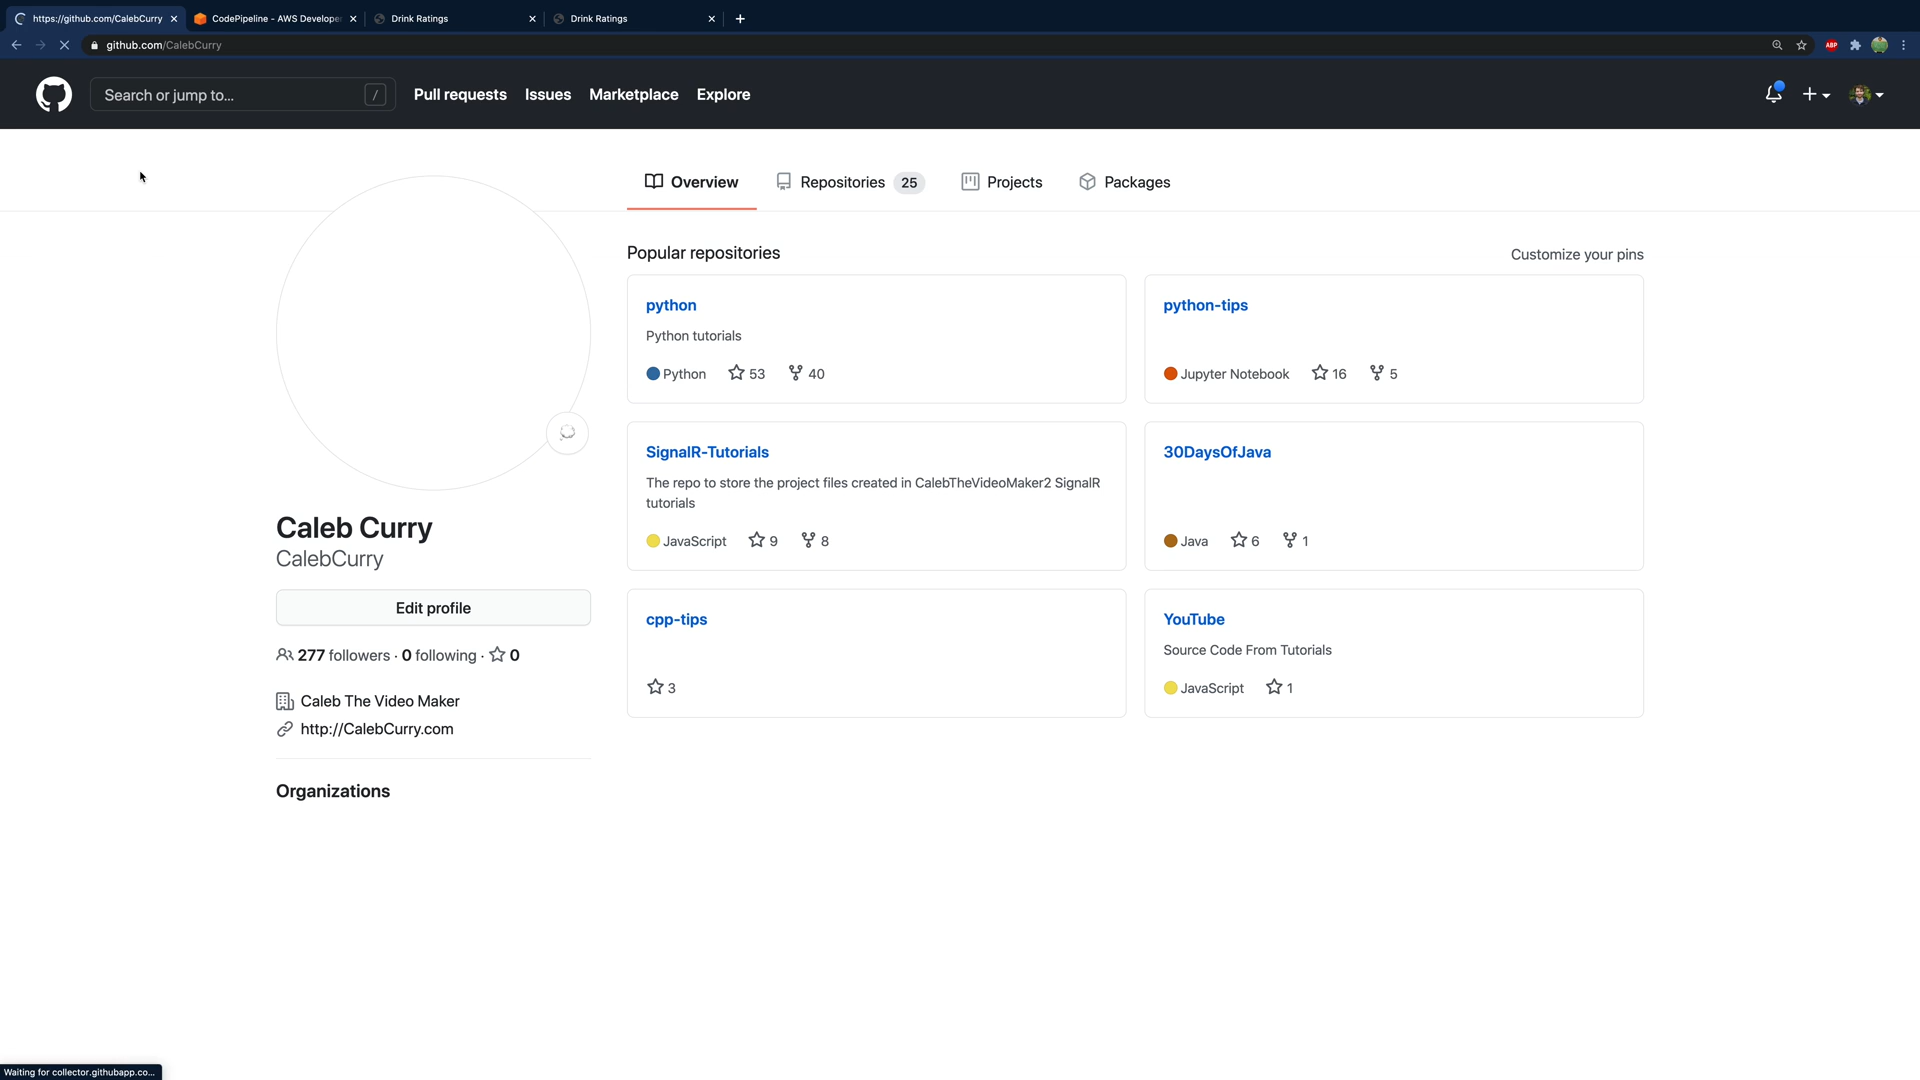 https://github.com/CalebCurry
CodePipeline - AWS Develope
Drink Ratings
Drink Ratings
github.com/CalebCurry
ABP
Search or jump to...
/
Pull requests
Issues
Marketplace
Explore
Overview
Repositories 25
Projects
Packages
Popular repositories
Customize your pins
python
Python tutorials
Python 53 40
python-tips
Jupyter Notebook 16 5
SignalR-Tutorials
The repo to store the project files created in CalebTheVideoMaker2 SignalR
tutorials
JavaScript 9 8
30DaysOfJava
Java 6 1
cpp-tips
3
YouTube
Source Code From Tutorials
JavaScript 1
Caleb Curry
CalebCurry
Edit profile
277 followers · 0 following · 0
Caleb The Video Maker
http://CalebCurry.com
Organizations
Waiting for collector.githubapp.co...